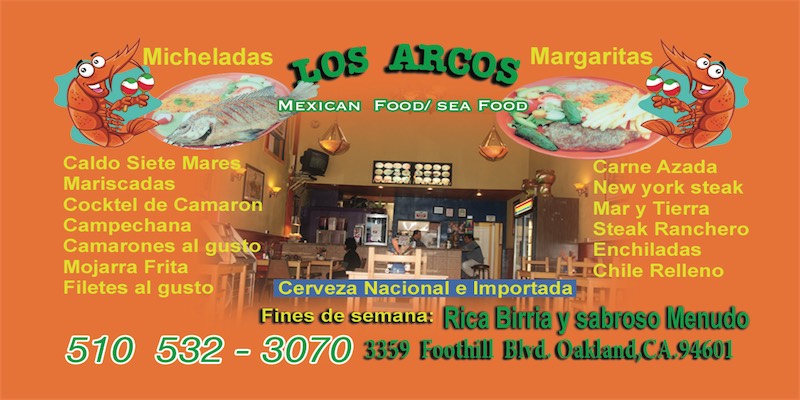 Micheladas
LOS ARCOS
Margaritas
MEXICAN FOOD/ SEA FOOD
Caldo Siete Mares
Mariscadas
Cocktel de Camaron
Campechana
Camarones al gusto
Mojarra Frita
Filetes al gusto
Carne Azada
New york steak
Mar y Tierra
Steak Ranchero
Enchiladas
Chile Relleno
Cerveza Nacional e Importada
Fines de semana: Rica Birria y sabroso Menudo
510 532 - 3070
3359 Foothill Blvd. Oakland,CA.94601